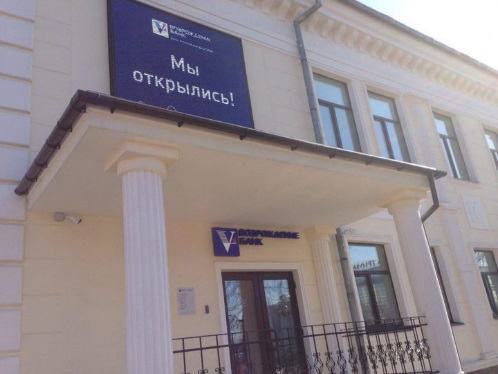 ВОЗРОЖДЕНИЕ
БАНК
Мы
открылись!
ВОЗРОЖДЕНИЕ
БАНК